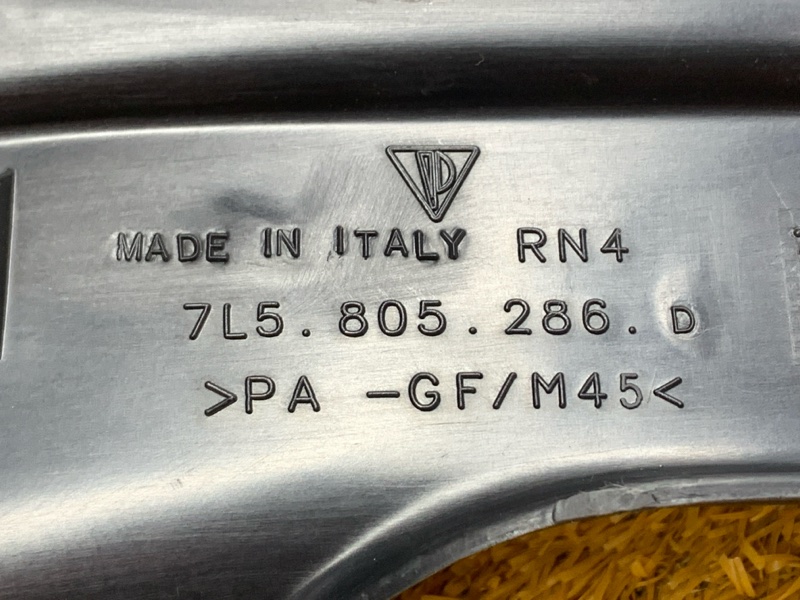 MADE IN ITALY RN4
7L5.805.286.D
>PA -GF/M45<